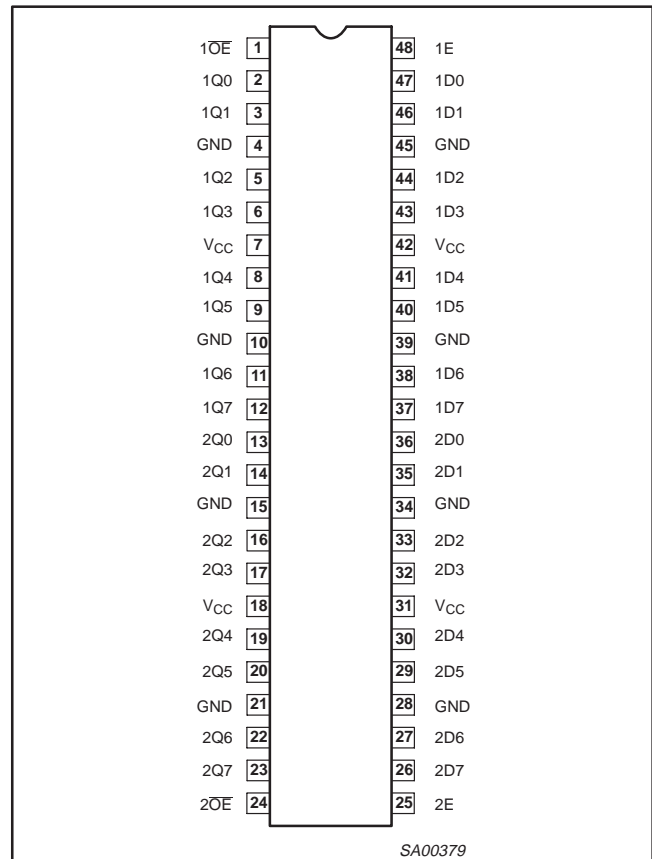 1O̅E̅ 1 48 1E
1Q0 2 47 1D0
1Q1 3 46 1D1
GND 4 45 GND
1Q2 5 44 1D2
1Q3 6 43 1D3
VCC 7 42 VCC
1Q4 8 41 1D4
1Q5 9 40 1D5
GND 10 39 GND
1Q6 11 38 1D6
1Q7 12 37 1D7
2Q0 13 36 2D0
2Q1 14 35 2D1
GND 15 34 GND
2Q2 16 33 2D2
2Q3 17 32 2D3
VCC 18 31 VCC
2Q4 19 30 2D4
2Q5 20 29 2D5
GND 21 28 GND
2Q6 22 27 2D6
2Q7 23 26 2D7
2O̅E̅ 24 25 2E
SA00379